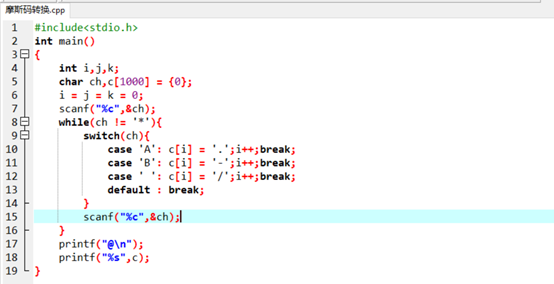 摩斯码转换.cpp
1 #include<stdio.h>
2 int main()
3 {
4 int i,j,k;
5 char ch,c[1000] = {0};
6 i = j = k = 0;
7 scanf("%c",&ch);
8 while(ch != '*'){
9 switch(ch){
10 case 'A': c[i] = '.';i++;break;
11 case 'B': c[i] = '-';i++;break;
12 case ' ': c[i] = '/';i++;break;
13 default : break;
14 }
15 scanf("%c",&ch);
16 }
17 printf("@\n");
18 printf("%s",c);
19 }